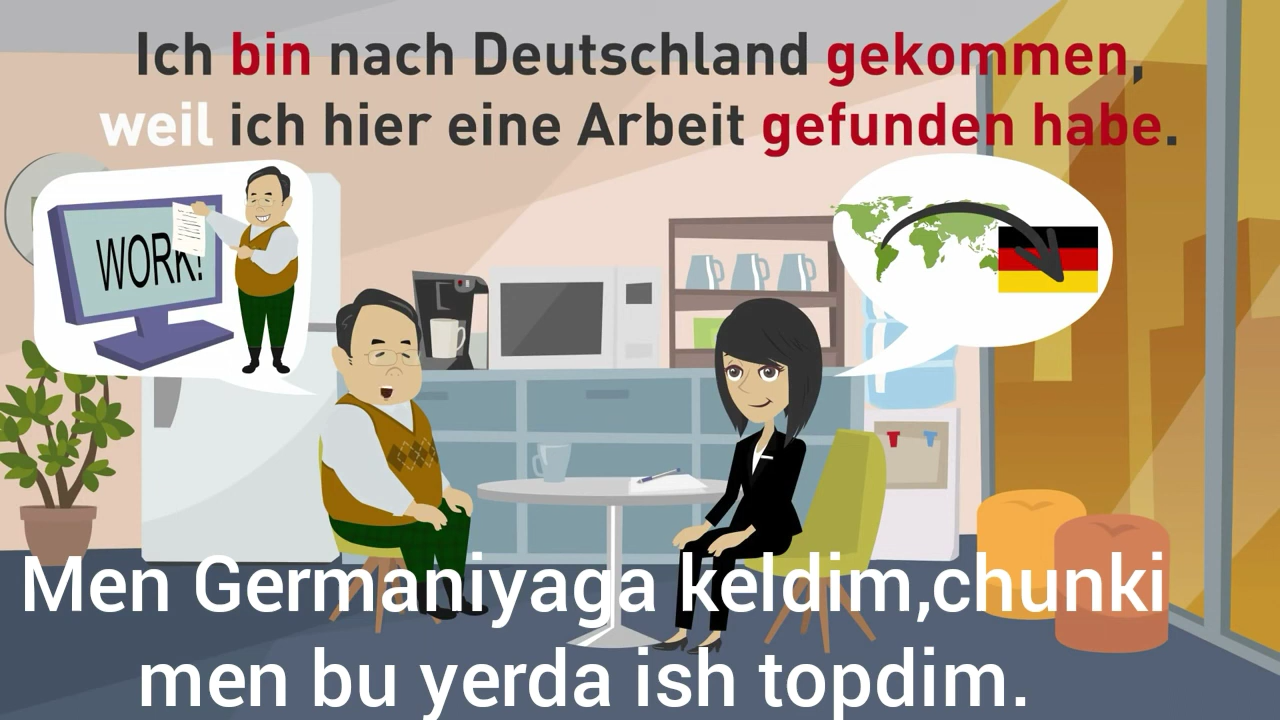 Ich bin nach Deutschland gekommen,
weil ich hier eine Arbeit gefunden habe.
WORK!
Men Germaniyaga keldim,chunki
men bu yerda ish topdim.